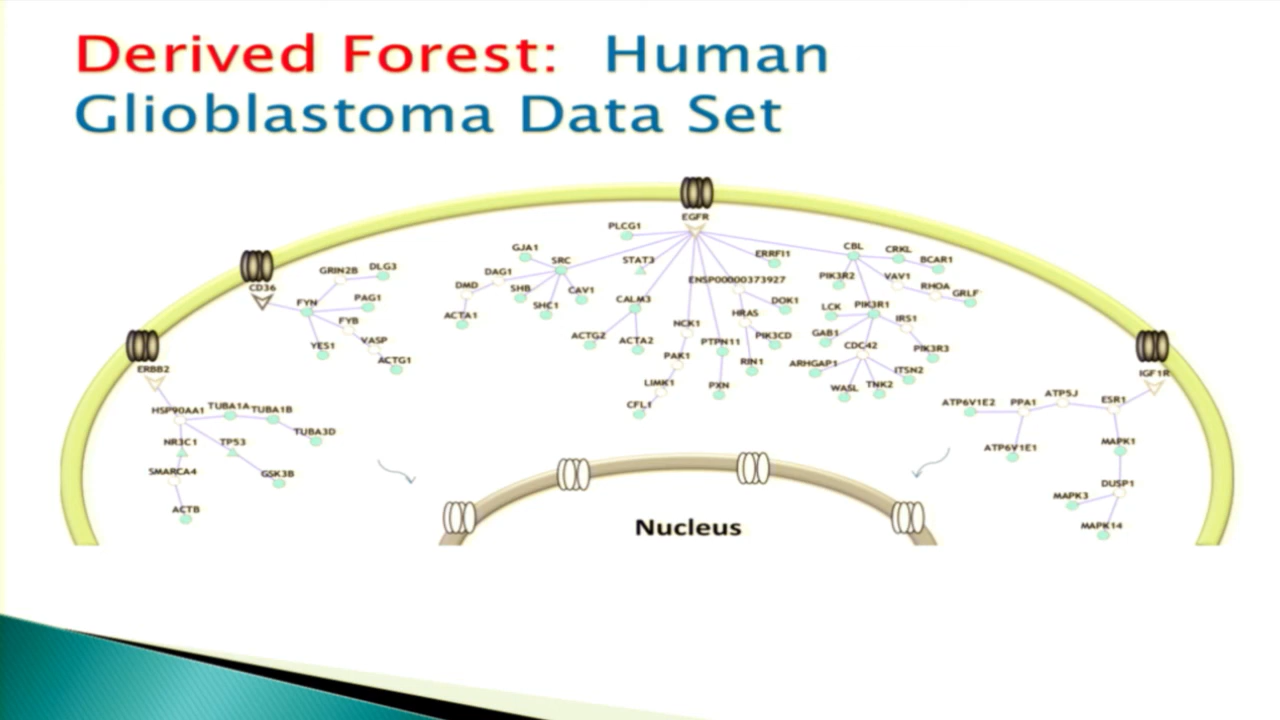 Derived Forest: Human
Glioblastoma Data Set
EGFR
PLCG1
GJA1
SRC
STAT3
ERRFI1
CBL
CRKL
BCAR1
DAG1
DMD
SHB
CAV1
SHC1
ACTA1
ENSP00000373927
PIK3R2
VAV1
RHOA
GRLF
CALM3
DOK1
LCK
PIK3R1
IRS1
ACTG2
ACTA2
NCK1
HRAS
PTPN11
PIK3CD
GAB1
CDC42
PIK3R3
PAK1
RIN1
ARHGAP1
ITSN2
LIMK1
PXN
WASL
TNK2
CFL1
GRIN2B
DLG3
CD36
FYN
PAG1
FYB
YES1
VASP
ACTG1
ERBB2
HSP90AA1
TUBA1A
TUBA1B
TUBA3D
NR3C1
TP53
SMARCA4
GSK3B
ACTB
IGF1R
ATP6V1E2
PPA1
ATP5J
ESR1
ATP6V1E1
MAPK1
DUSP1
MAPK3
MAPK14
Nucleus